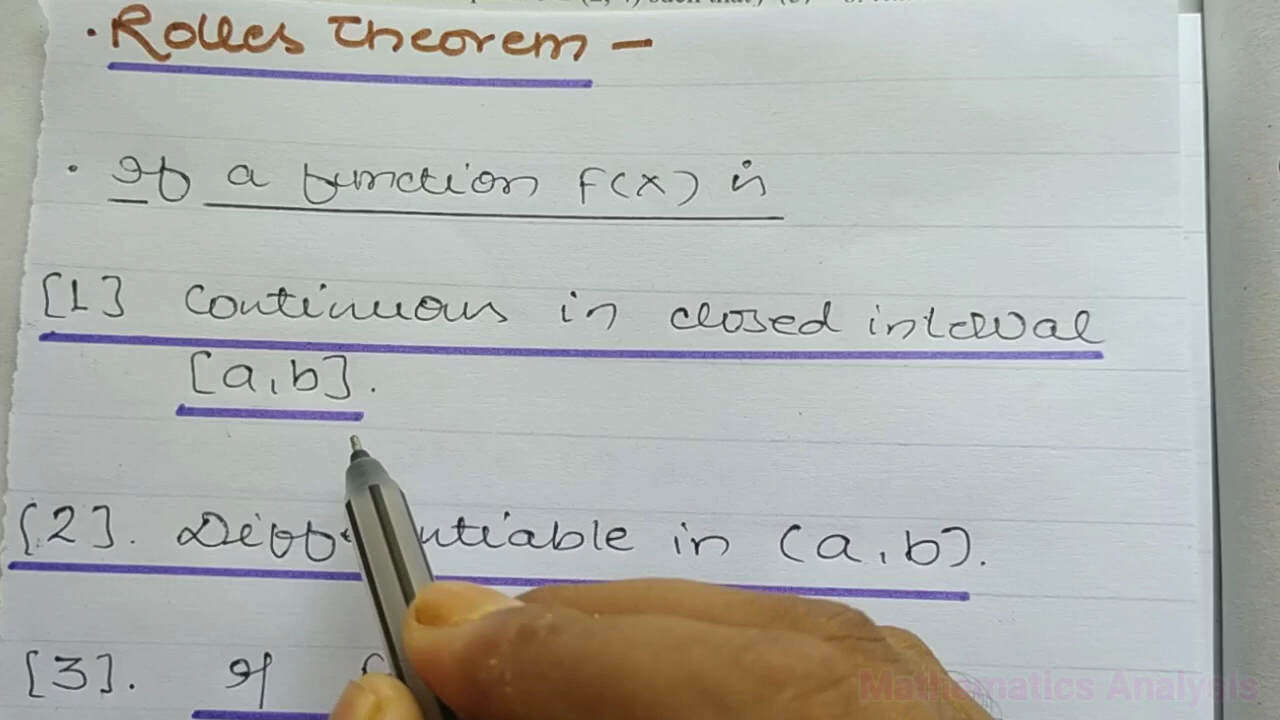 · Rolles Theorem –
· If a function f(x) is
[1] Continuous in closed interval
[a,b].
[2]. Diff ntiable in (a,b).
[3]. If
Mathematics Analysis